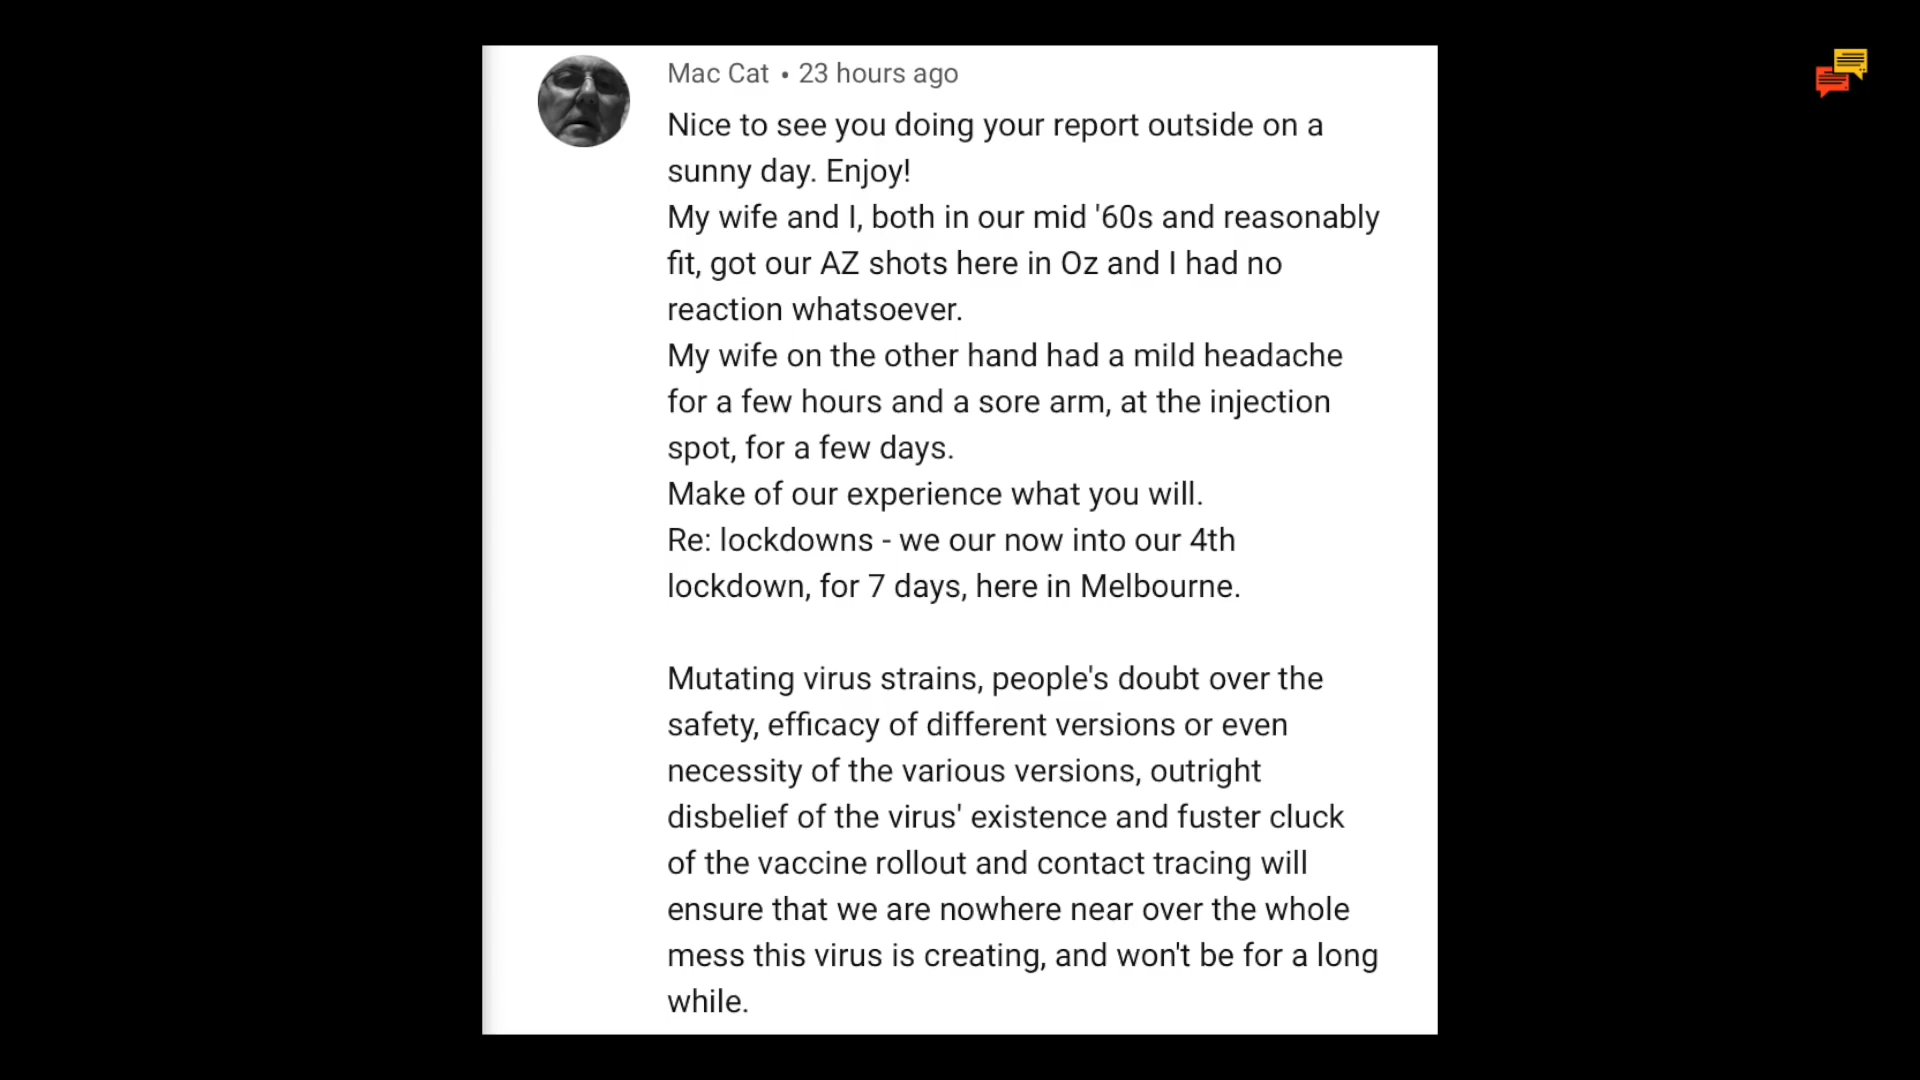 Mac Cat • 23 hours ago
Nice to see you doing your report outside on a
sunny day. Enjoy!
My wife and I, both in our mid '60s and reasonably
fit, got our AZ shots here in Oz and I had no
reaction whatsoever.
My wife on the other hand had a mild headache
for a few hours and a sore arm, at the injection
spot, for a few days.
Make of our experience what you will.
Re: lockdowns - we our now into our 4th
lockdown, for 7 days, here in Melbourne.
Mutating virus strains, people's doubt over the
safety, efficacy of different versions or even
necessity of the various versions, outright
disbelief of the virus' existence and fuster cluck
of the vaccine rollout and contact tracing will
ensure that we are nowhere near over the whole
mess this virus is creating, and won't be for a long
while.